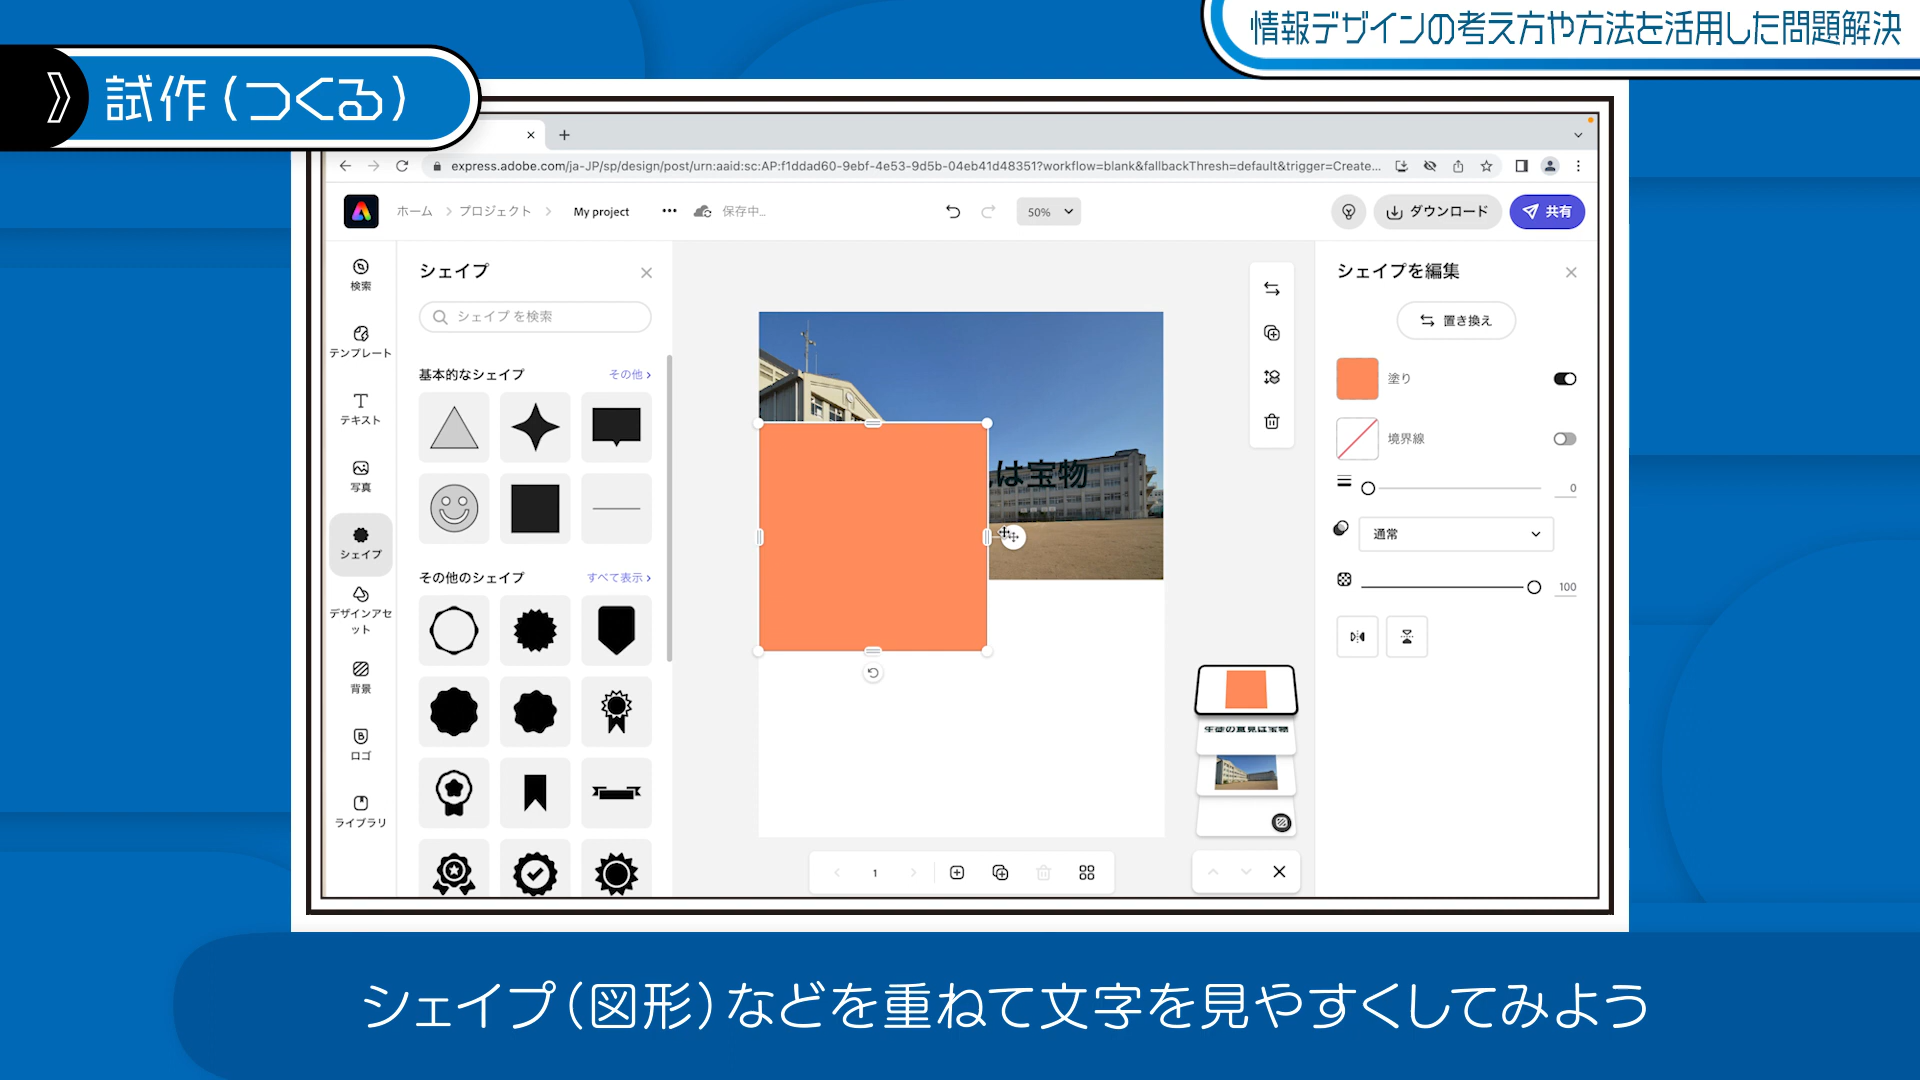 情報デザインの考え方や方法を活用した問題解決
》試作（つくる）
express.adobe.com/ja-JP/sp/design/post/urn:aaid:sc:AP:f1ddad60-9ebf-4e53-9d5b-04eb41d48351?workflow=blank&fallbackThresh=default&trigger=Create...
ホーム > プロジェクト > My project ••• 保存中...
50%
ダウンロード
共有
検索
テンプレート
テキスト
写真
シェイプ
デザインアセット
背景
ロゴ
ライブラリ
シェイプ
シェイプ を検索
基本的なシェイプ その他 >
その他のシェイプ すべて表示 >
は宝物
生徒の意見は宝物
1
シェイプを編集
置き換え
塗り
境界線
0
通常
100
シェイプ（図形）などを重ねて文字を見やすくしてみよう